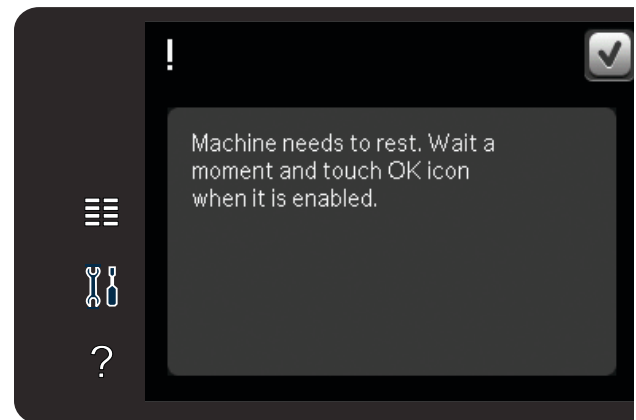 !
Machine needs to rest. Wait a
moment and touch OK icon
when it is enabled.
?